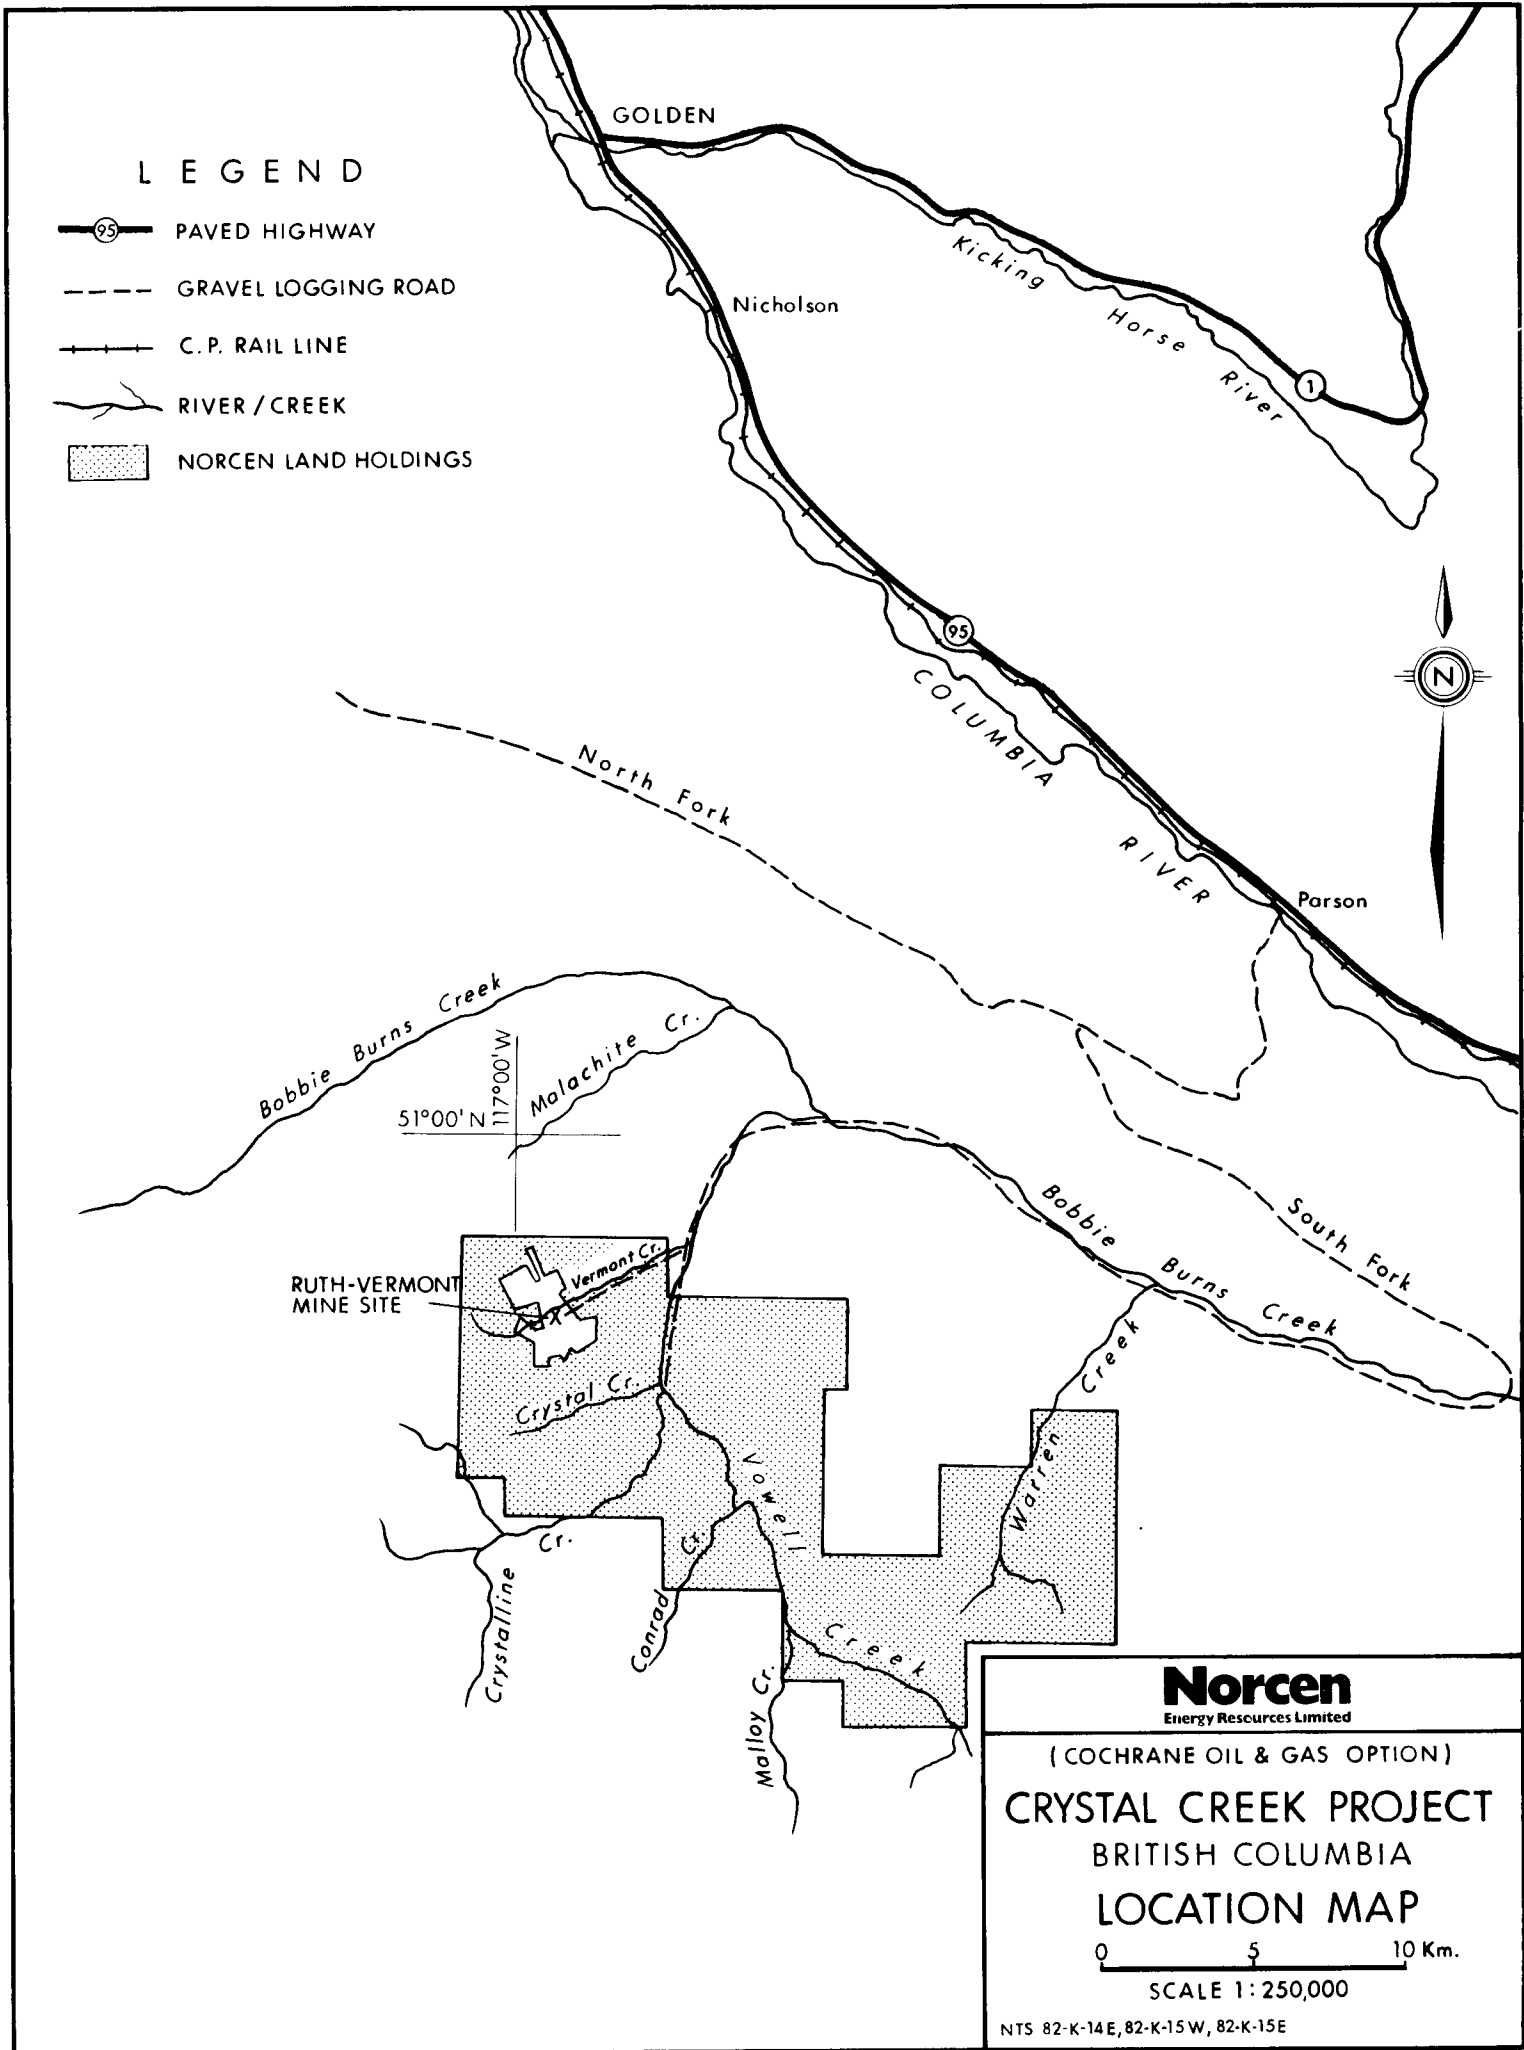 GOLDEN
LEGEND
95 PAVED HIGHWAY
GRAVEL LOGGING ROAD
C.P. RAIL LINE
RIVER / CREEK
NORCEN LAND HOLDINGS
Kicking Horse River
1
Nicholson
95
N
COLUMBIA RIVER
North Fork
Parson
Bobbie Burns Creek
Malachite Cr.
117°00'W
51°00'N
Bobbie Burns Creek
South Fork
Vermont Cr.
RUTH-VERMONT
MINE SITE
X
Crystal Cr.
Warren Creek
Vowell Creek
Crystalline Cr.
Conrad Cr.
Malloy Cr.
Norcen
Energy Resources Limited
(COCHRANE OIL & GAS OPTION)
CRYSTAL CREEK PROJECT
BRITISH COLUMBIA
LOCATION MAP
0 5 10 Km.
SCALE 1:250,000
NTS 82-K-14E, 82-K-15W, 82-K-15E